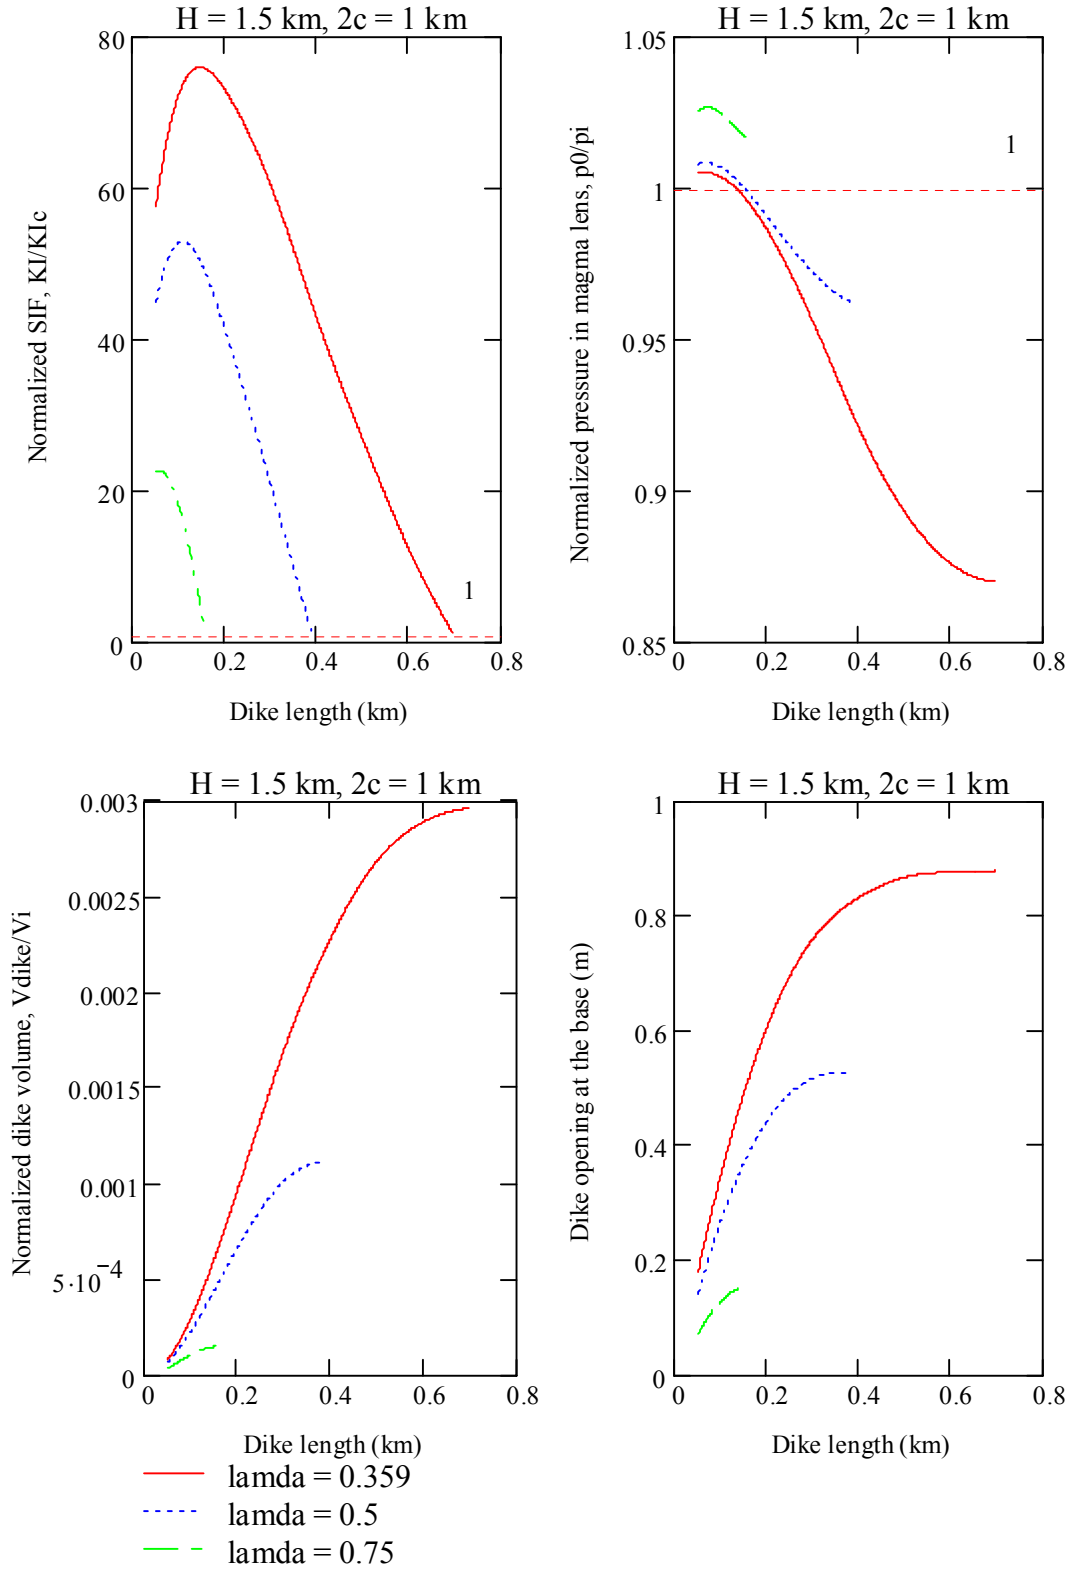 H = 1.5 km, 2c = 1 km
80
60
40
20
0
Normalized SIF, KI/KIc
1
0 0.2 0.4 0.6 0.8
Dike length (km)
H = 1.5 km, 2c = 1 km
1.05
1
0.95
0.9
0.85
Normalized pressure in magma lens, p0/pi
1
0 0.2 0.4 0.6 0.8
Dike length (km)
H = 1.5 km, 2c = 1 km
0.003
0.0025
0.002
0.0015
0.001
5·10⁻⁴
0
Normalized dike volume, Vdike/Vi
0 0.2 0.4 0.6 0.8
Dike length (km)
H = 1.5 km, 2c = 1 km
1
0.8
0.6
0.4
0.2
0
Dike opening at the base (m)
0 0.2 0.4 0.6 0.8
Dike length (km)
lamda = 0.359
lamda = 0.5
lamda = 0.75